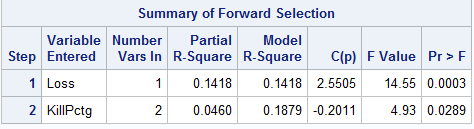 Summary of Forward Selection
Step Variable Entered Number Vars In Partial R-Square Model R-Square C(p) F Value Pr > F
1 Loss 1 0.1418 0.1418 2.5505 14.55 0.0003
2 KillPctg 2 0.0460 0.1879 -0.2011 4.93 0.0289